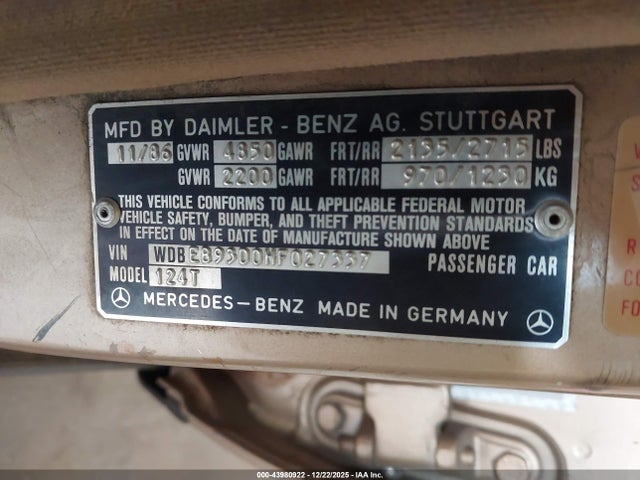 MFD BY DAIMLER - BENZ AG. STUTTGART
11/86 GVWR 4850 GAWR FRT/RR 2135/2715 LBS
GVWR 2200 GAWR FRT/RR 970/1230 KG
THIS VEHICLE CONFORMS TO ALL APPLICABLE FEDERAL MOTOR
VEHICLE SAFETY, BUMPER, AND THEFT PREVENTION STANDARDS
IN EFFECT ON THE DATE OF MANUFACTURE SHOWN ABOVE
VIN PASSENGER CAR
MODEL 124T
MERCEDES-BENZ MADE IN GERMANY
000-43980922 - 12/22/2025 - IAA Inc.